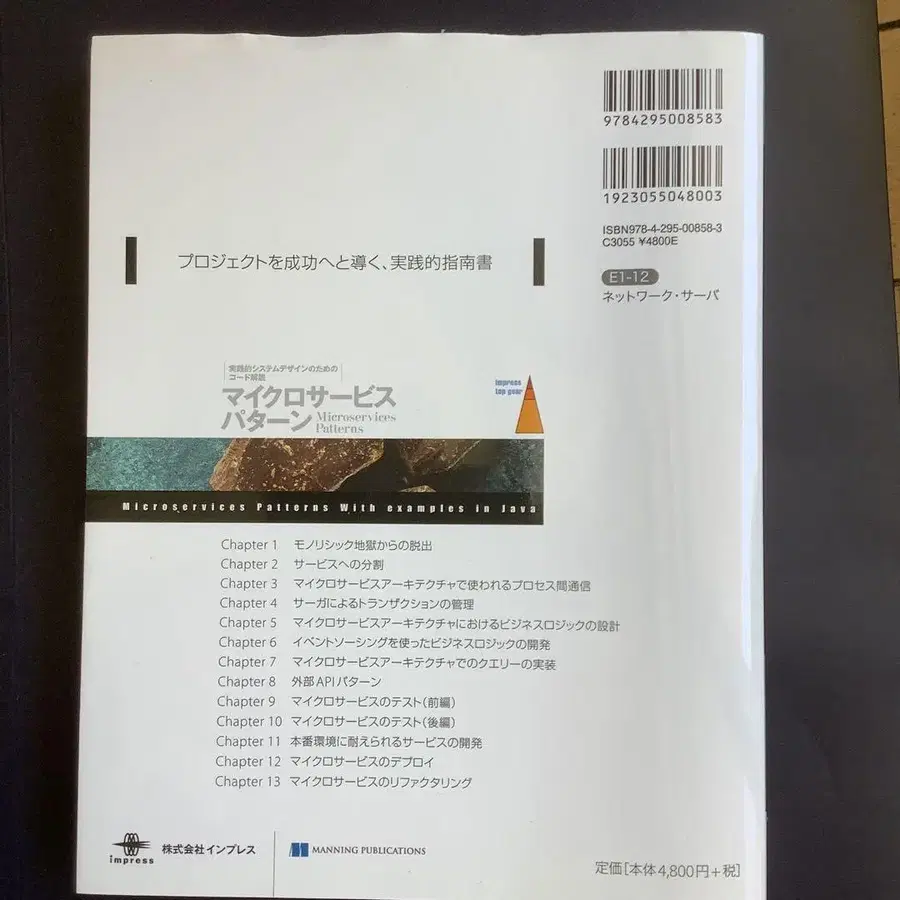 9784295008583
1923055048003
ISBN978-4-295-00858-3
C3055 ¥4800E
E1-12
ネットワーク・サーバ
プロジェクトを成功へと導く、実践的指南書
実践的システムデザインのための
コード解説
マイクロサービス
パターン Microservices
Patterns
impress
top gear
Microservices Patterns With examples in Java
Chapter 1 モノリシック地獄からの脱出
Chapter 2 サービスへの分割
Chapter 3 マイクロサービスアーキテクチャで使われるプロセス間通信
Chapter 4 サーガによるトランザクションの管理
Chapter 5 マイクロサービスアーキテクチャにおけるビジネスロジックの設計
Chapter 6 イベントソーシングを使ったビジネスロジックの開発
Chapter 7 マイクロサービスアーキテクチャでのクエリーの実装
Chapter 8 外部APIパターン
Chapter 9 マイクロサービスのテスト(前編)
Chapter 10 マイクロサービスのテスト(後編)
Chapter 11 本番環境に耐えられるサービスの開発
Chapter 12 マイクロサービスのデプロイ
Chapter 13 マイクロサービスのリファクタリング
impress
株式会社インプレス
MANNING PUBLICATIONS
定価[本体4,800円+税]